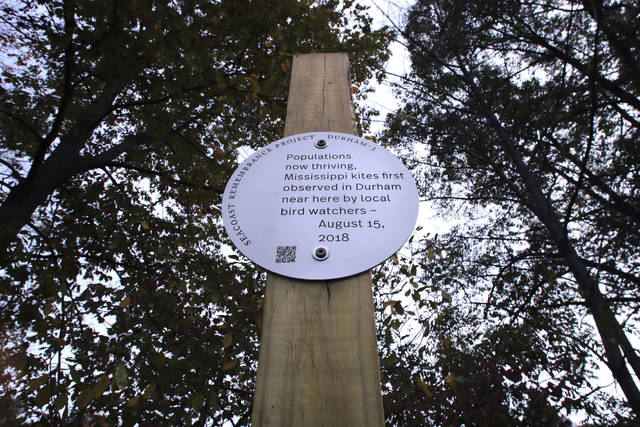 SEACOAST REMEMBRANCE PROJECT DURHAM-1
Populations
now thriving,
Mississippi kites first
observed in Durham
near here by local
bird watchers –
August 15,
2018